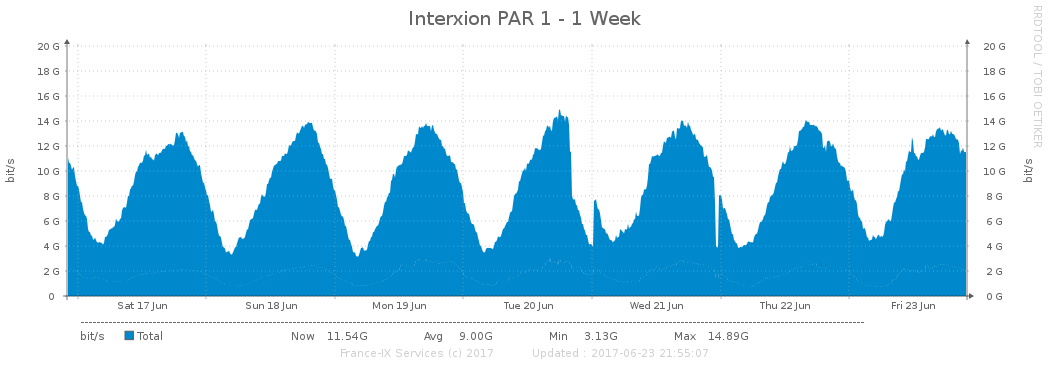 Interxion PAR 1 - 1 Week
RRDTOOL / TOBI OETIKER
bit/s
bit/s
20 G 20 G
18 G 18 G
16 G 16 G
14 G 14 G
12 G 12 G
10 G 10 G
8 G 8 G
6 G 6 G
4 G 4 G
2 G 2 G
0 0 G
Sat 17 Jun Sun 18 Jun Mon 19 Jun Tue 20 Jun Wed 21 Jun Thu 22 Jun Fri 23 Jun
bit/s Total Now 11.54G Avg 9.00G Min 3.13G Max 14.89G
France-IX Services (c) 2017 Updated : 2017-06-23 21:55:07